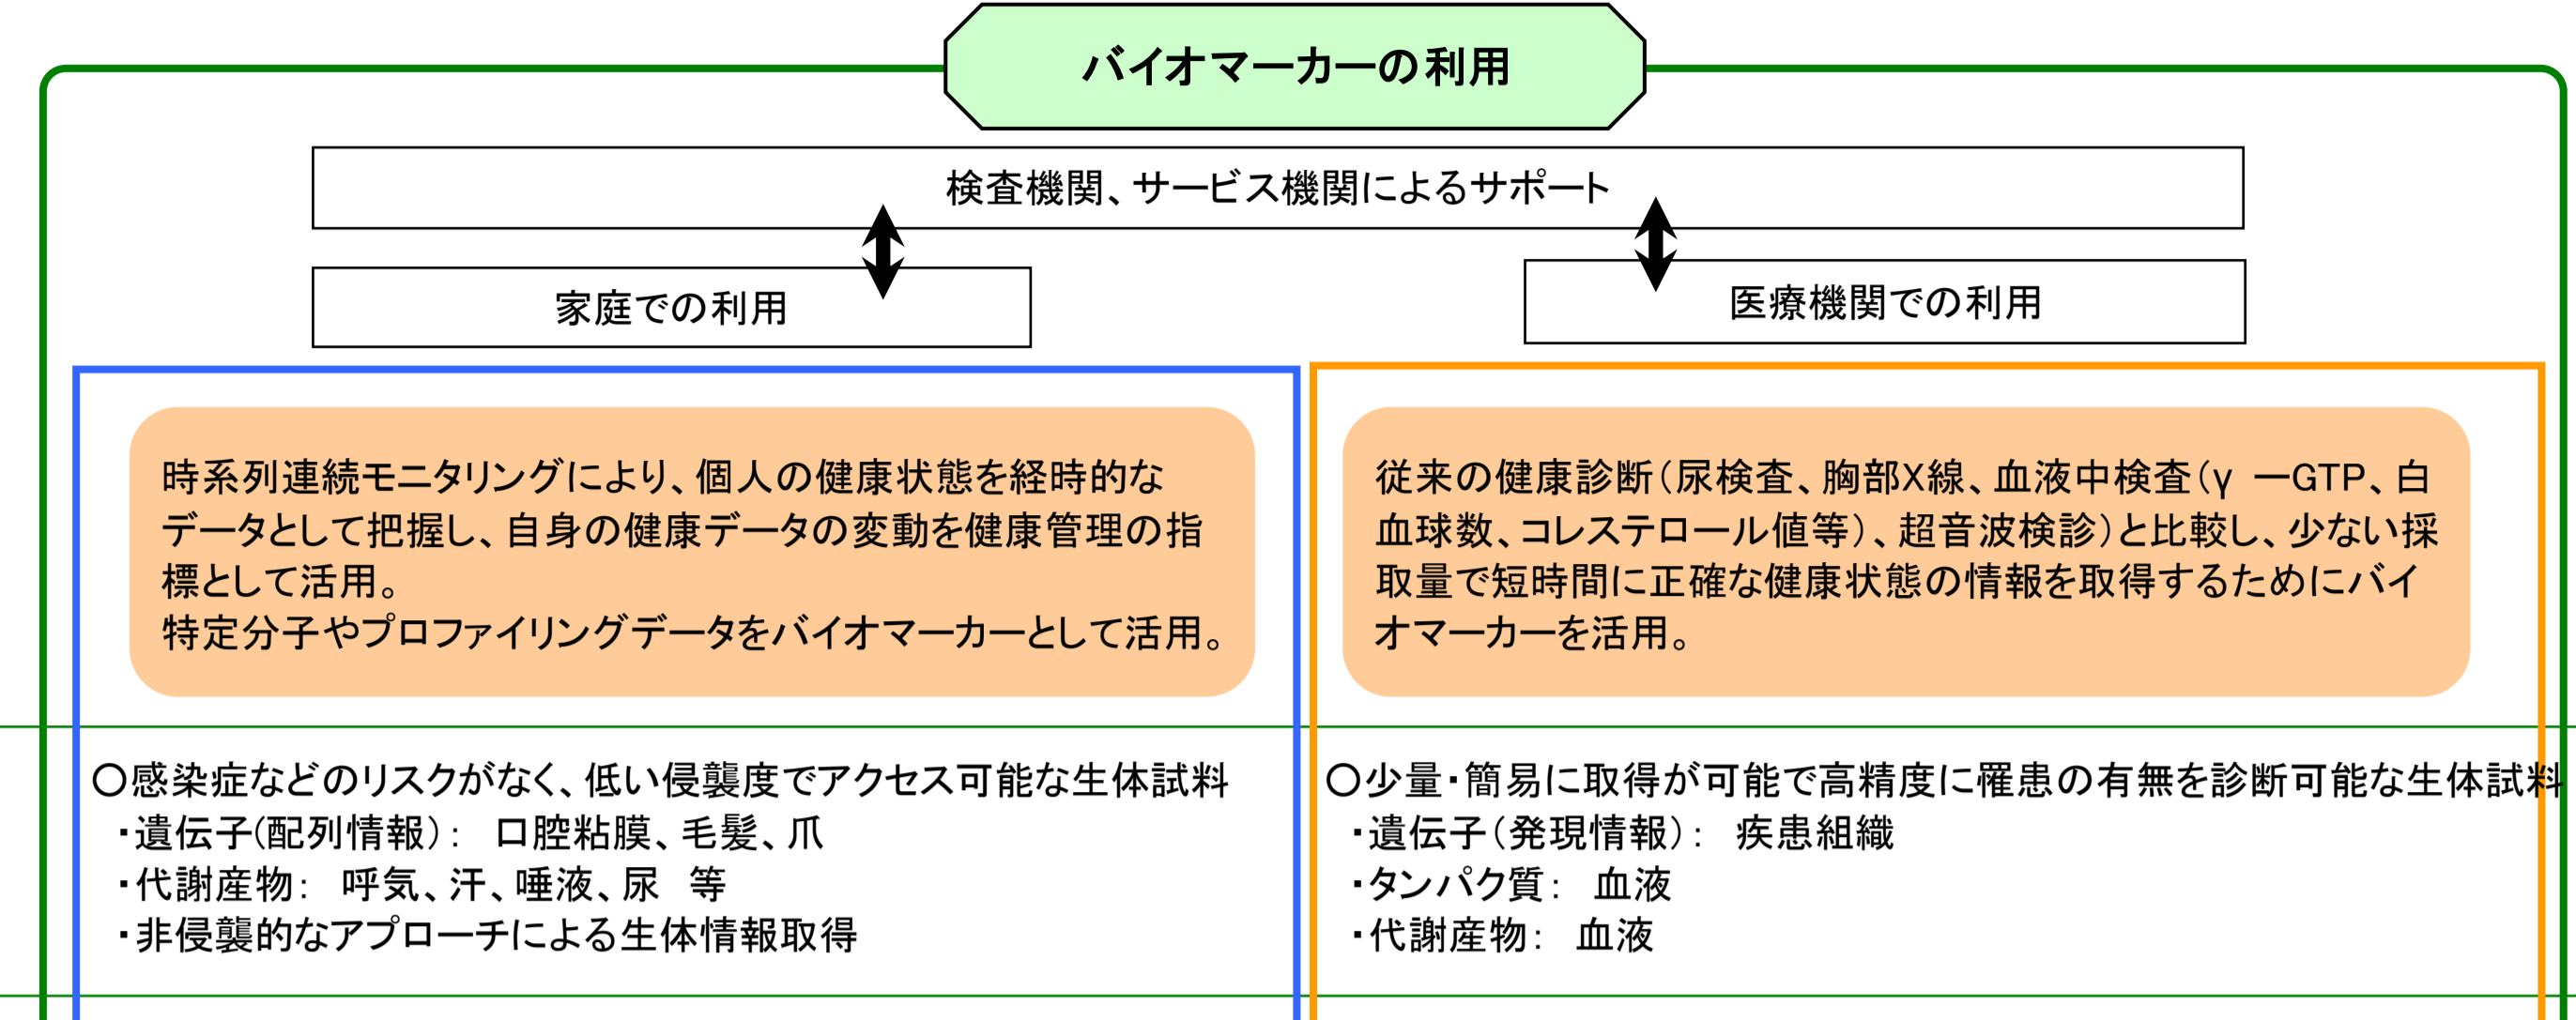 バイオマーカーの利用
検査機関、サービス機関によるサポート
家庭での利用
医療機関での利用
時系列連続モニタリングにより、個人の健康状態を経時的な
データとして把握し、自身の健康データの変動を健康管理の指
標として活用。
特定分子やプロファイリングデータをバイオマーカーとして活用。
従来の健康診断（尿検査、胸部X線、血液中検査（γ ーGTP、白
血球数、コレステロール値等）、超音波検診）と比較し、少ない採
取量で短時間に正確な健康状態の情報を取得するためにバイ
オマーカーを活用。
〇感染症などのリスクがなく、低い侵襲度でアクセス可能な生体試料
・遺伝子(配列情報）： 口腔粘膜、毛髪、爪
・代謝産物： 呼気、汗、唾液、尿 等
・非侵襲的なアプローチによる生体情報取得
〇少量・簡易に取得が可能で高精度に罹患の有無を診断可能な生体試料
・遺伝子（発現情報）： 疾患組織
・タンパク質： 血液
・代謝産物： 血液